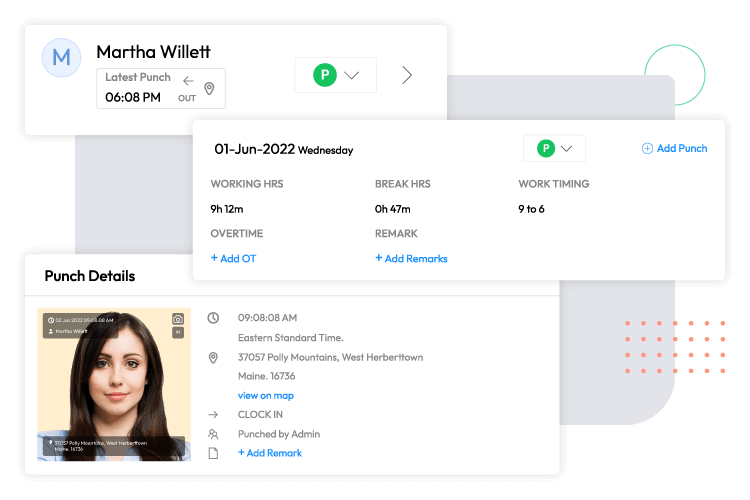 M
Martha Willett
Latest Punch
06:08 PM
OUT
P
01-Jun-2022 Wednesday
P
Add Punch
WORKING HRS
BREAK HRS
WORK TIMING
9h 12m
0h 47m
9 to 6
OVERTIME
REMARK
+ Add OT
+ Add Remarks
Punch Details
02 Jun 2022 09:08:08 AM
Martha Willett
IN
37057 Polly Mountains, West Herberttown
Maine. 16736
09:08:08 AM
Eastern Standard Time.
37057 Polly Mountains, West Herberttown
Maine. 16736
view on map
CLOCK IN
Punched by Admin
+ Add Remark